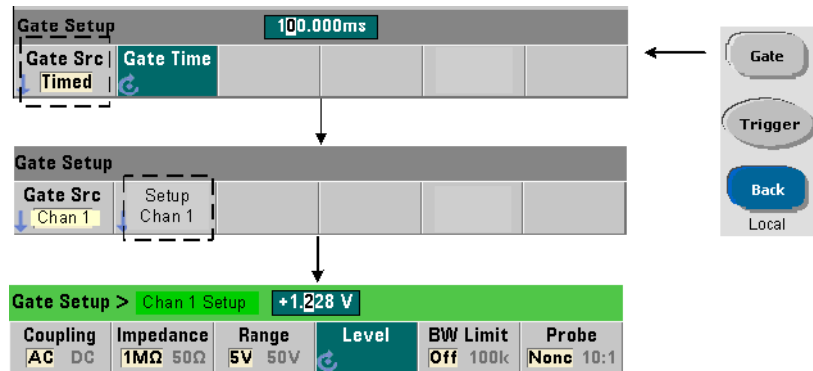 Gate Setup 100.000ms
Gate Src Gate Time
Timed
Gate
Trigger
Back
Local
Gate Setup
Gate Src Setup
Chan 1 Chan 1
Gate Setup > Chan 1 Setup +1.228 V
Coupling Impedance Range Level BW Limit Probe
AC DC 1MΩ 50Ω 5V 50V Off 100k None 10:1